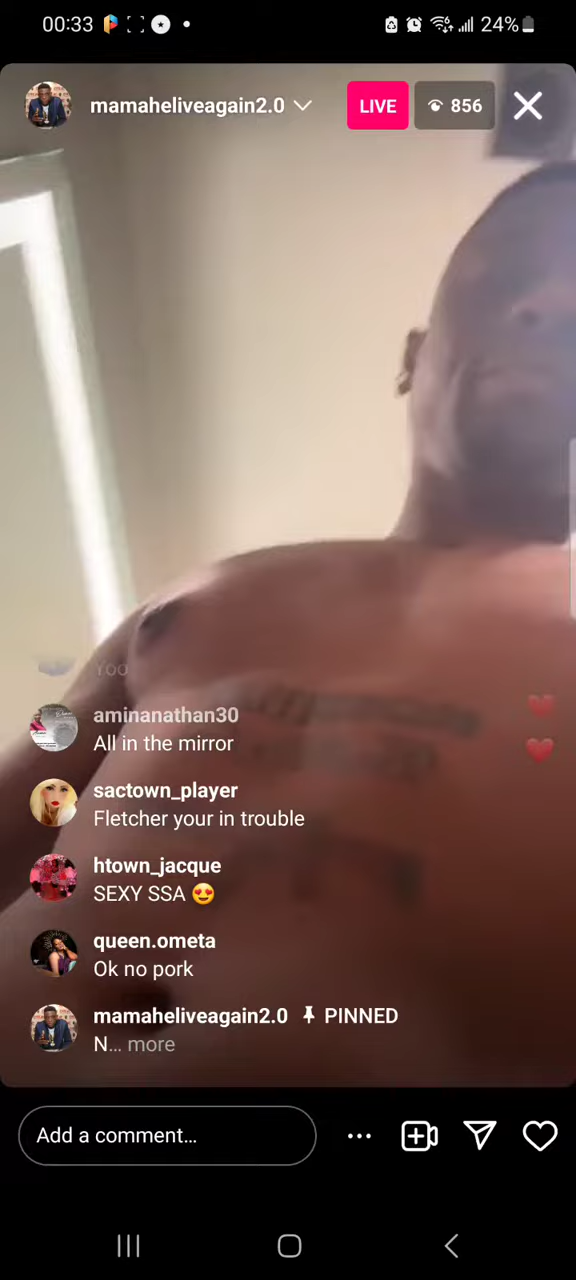 00:33
24%
mamaheliveagain2.0
LIVE
856
Yoo
aminanathan30
All in the mirror
sactown_player
Fletcher your in trouble
htown_jacque
SEXY SSA 😍
queen.ometa
Ok no pork
mamaheliveagain2.0 PINNED
N... more
Add a comment...